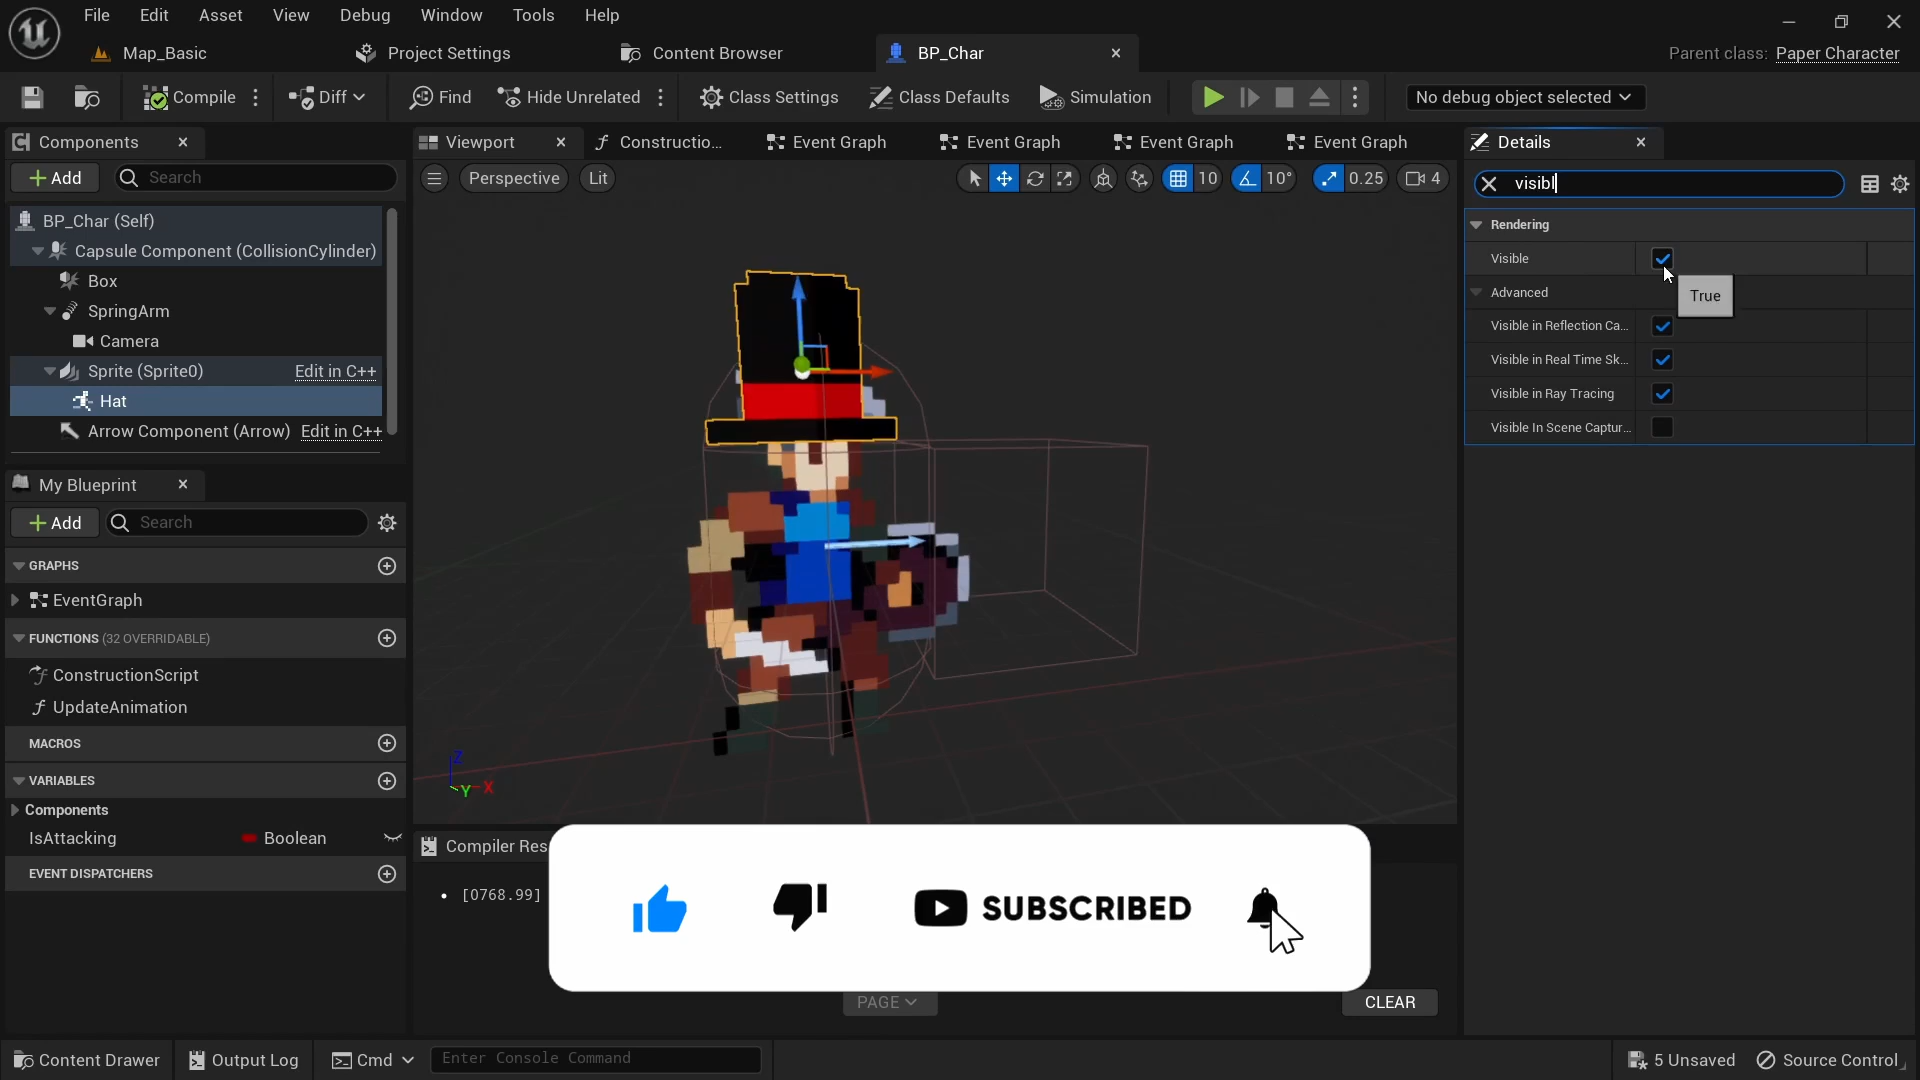 File Edit Asset View Debug Window Tools Help
Map_Basic Project Settings Content Browser BP_Char Parent class: Paper Character
Compile Diff Find Hide Unrelated Class Settings Class Defaults Simulation No debug object selected
Components Viewport Constructio... Event Graph Event Graph Event Graph Event Graph Details
Add Search Perspective Lit 10 10° 0.25 4 visibl
BP_Char (Self) Rendering
Capsule Component (CollisionCylinder) Visible
Box True
SpringArm Advanced
Camera Visible in Reflection Ca...
Sprite (Sprite0) Edit in C++ Visible in Real Time Sk...
Hat Visible in Ray Tracing
Arrow Component (Arrow) Edit in C++ Visible In Scene Captur...
My Blueprint
Add Search
GRAPHS
EventGraph
FUNCTIONS (32 OVERRIDABLE)
ConstructionScript
UpdateAnimation
MACROS
VARIABLES
Components
IsAttacking Boolean
EVENT DISPATCHERS
Z
Y X
Compiler Res
[0768.99]
SUBSCRIBED
PAGE CLEAR
Content Drawer Output Log Cmd Enter Console Command 5 Unsaved Source Control